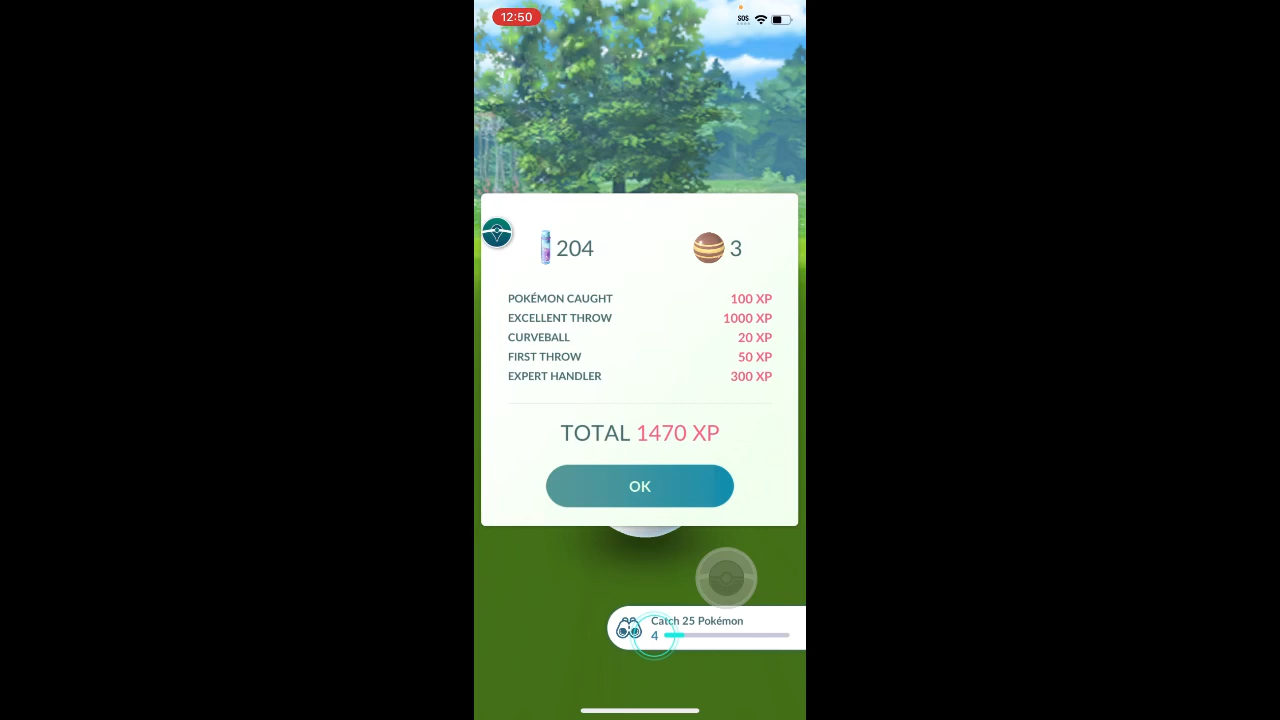 12:50
SOS
204
3
POKÉMON CAUGHT 100 XP
EXCELLENT THROW 1000 XP
CURVEBALL 20 XP
FIRST THROW 50 XP
EXPERT HANDLER 300 XP
TOTAL 1470 XP
OK
Catch 25 Pokémon
4